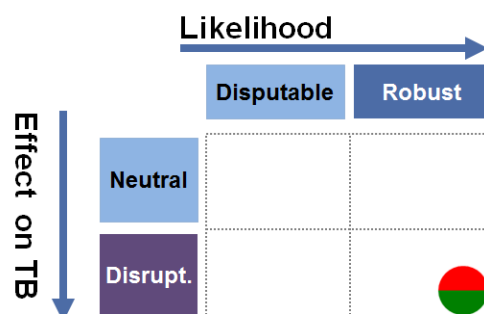 Likelihood
Disputable
Robust
Effect on TB
Neutral
Disrupt.